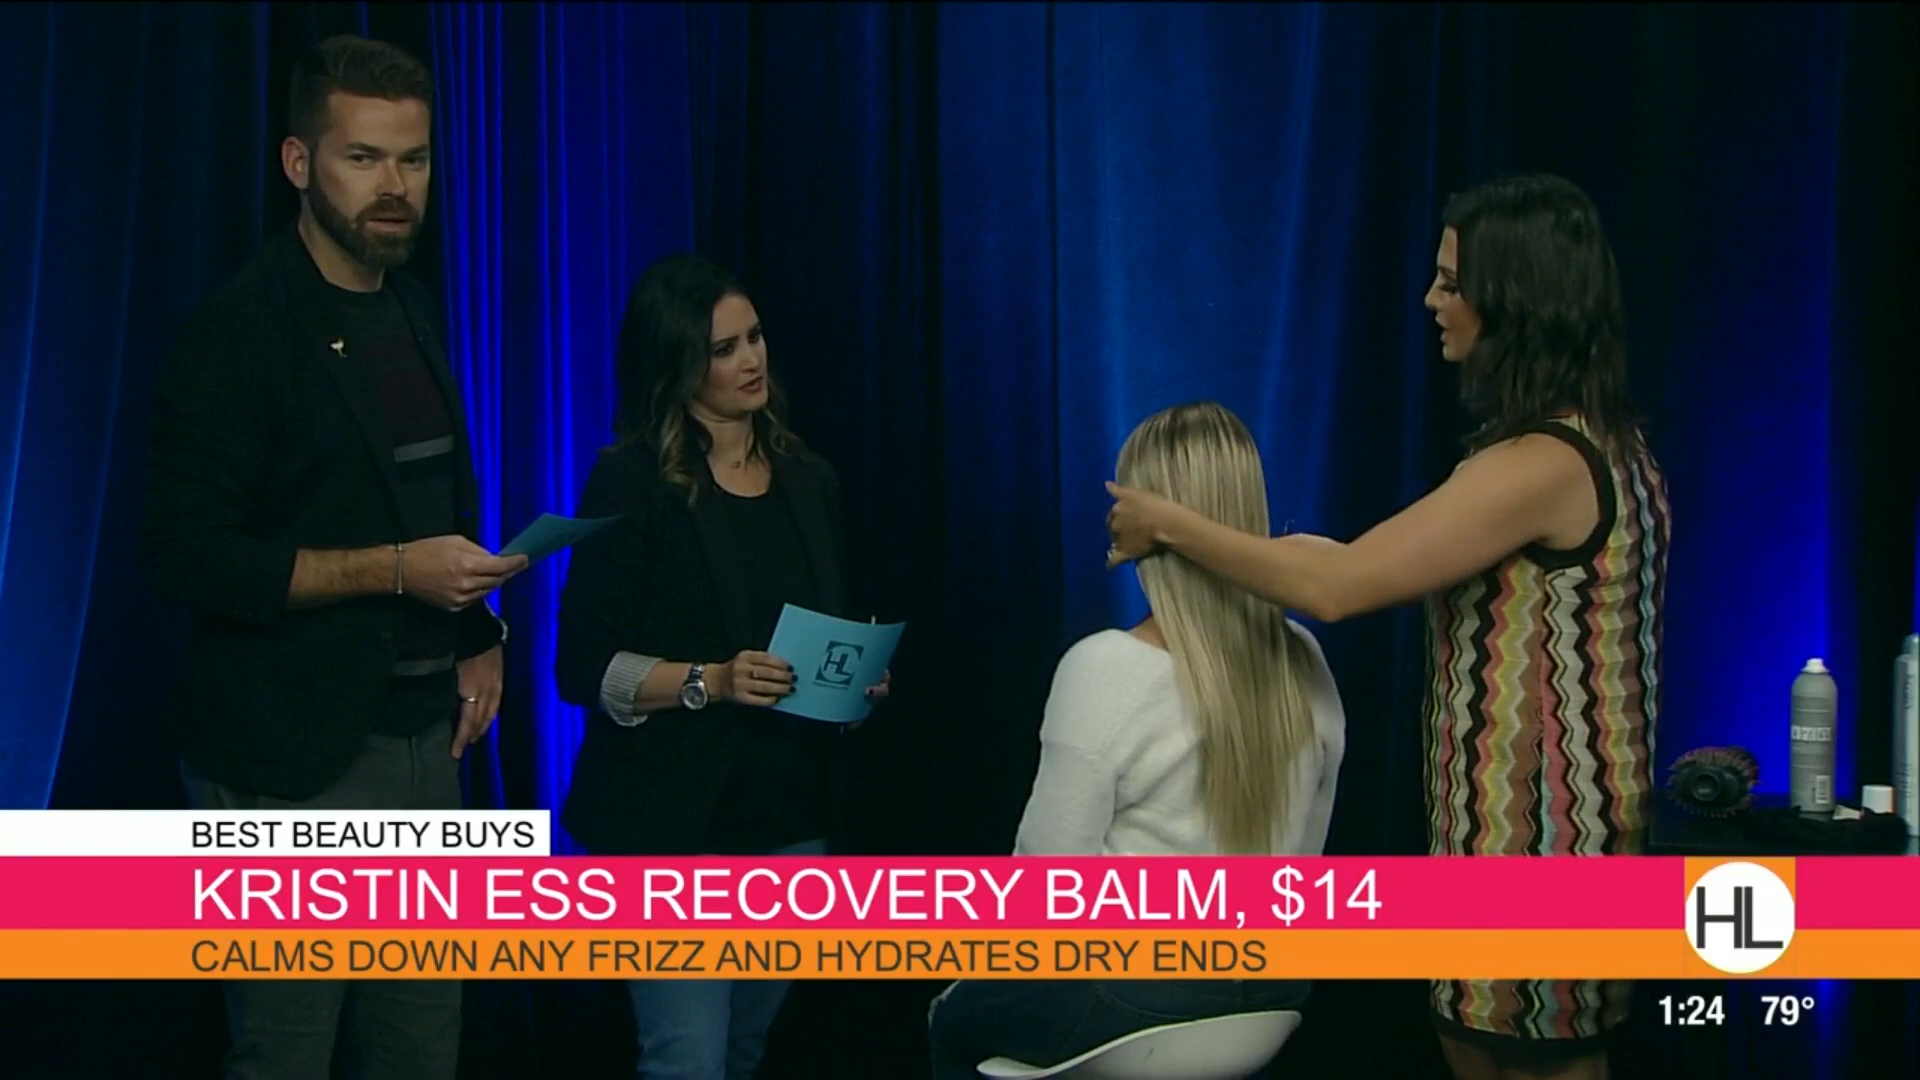 HL
BEST BEAUTY BUYS
KRISTIN ESS RECOVERY BALM, $14
CALMS DOWN ANY FRIZZ AND HYDRATES DRY ENDS
HL
1:24 79°